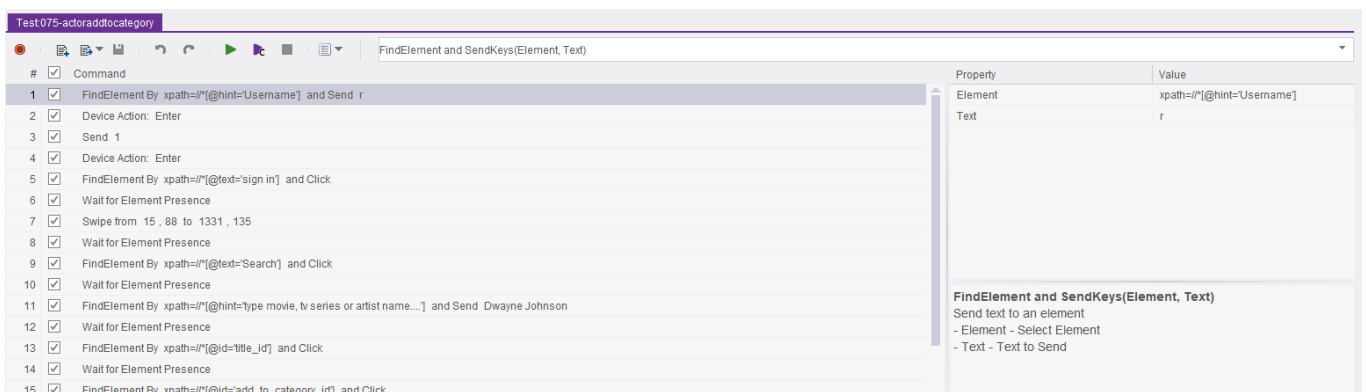 Test:075-actoraddtocategory
FindElement and SendKeys(Element, Text)
# Command
1 FindElement By xpath=//*[@hint='Username'] and Send r
2 Device Action: Enter
3 Send 1
4 Device Action: Enter
5 FindElement By xpath=//*[@text='sign in'] and Click
6 Wait for Element Presence
7 Swipe from 15 , 88 to 1331 , 135
8 Wait for Element Presence
9 FindElement By xpath=//*[@text='Search'] and Click
10 Wait for Element Presence
11 FindElement By xpath=//*[@hint='type movie, tv series or artist name....'] and Send Dwayne Johnson
12 Wait for Element Presence
13 FindElement By xpath=//*[@id='title_id'] and Click
14 Wait for Element Presence
15 FindElement By xpath=//*[@id='add_to_category_id'] and Click
Property Value
Element xpath=//*[@hint='Username']
Text r
FindElement and SendKeys(Element, Text)
Send text to an element
- Element - Select Element
- Text - Text to Send